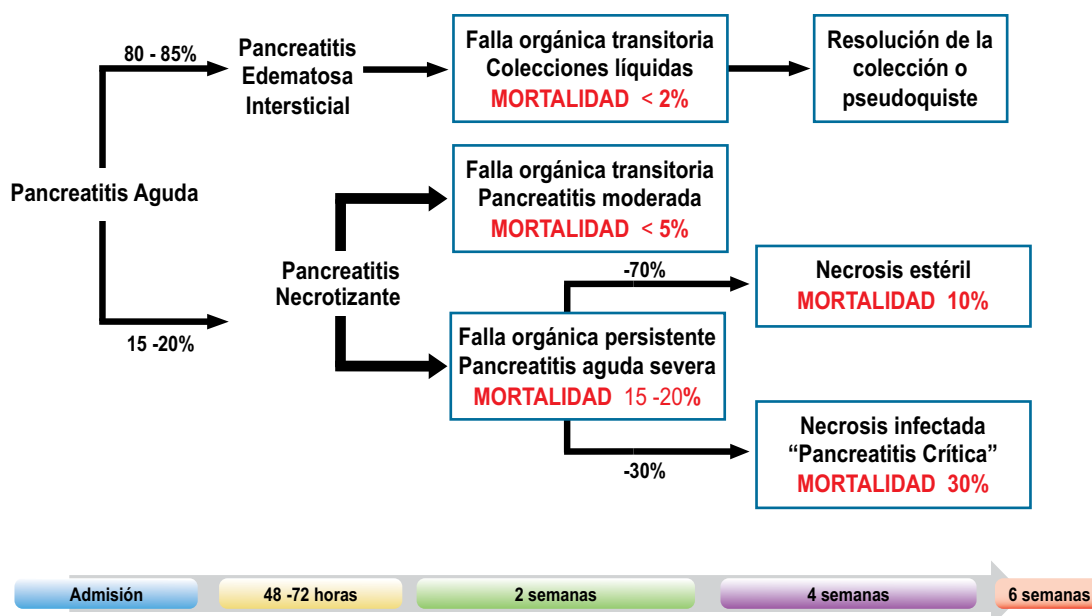 80 - 85%
Pancreatitis
Edematosa
Intersticial
Falla orgánica transitoria
Colecciones líquidas
MORTALIDAD < 2%
Resolución de la
colección o
pseudoquiste
Pancreatitis Aguda
Falla orgánica transitoria
Pancreatitis moderada
MORTALIDAD < 5%
15 -20%
Pancreatitis
Necrotizante
Falla orgánica persistente
Pancreatitis aguda severa
MORTALIDAD 15 -20%
-70%
Necrosis estéril
MORTALIDAD 10%
-30%
Necrosis infectada
“Pancreatitis Crítica”
MORTALIDAD 30%
Admisión
48 -72 horas
2 semanas
4 semanas
6 semanas